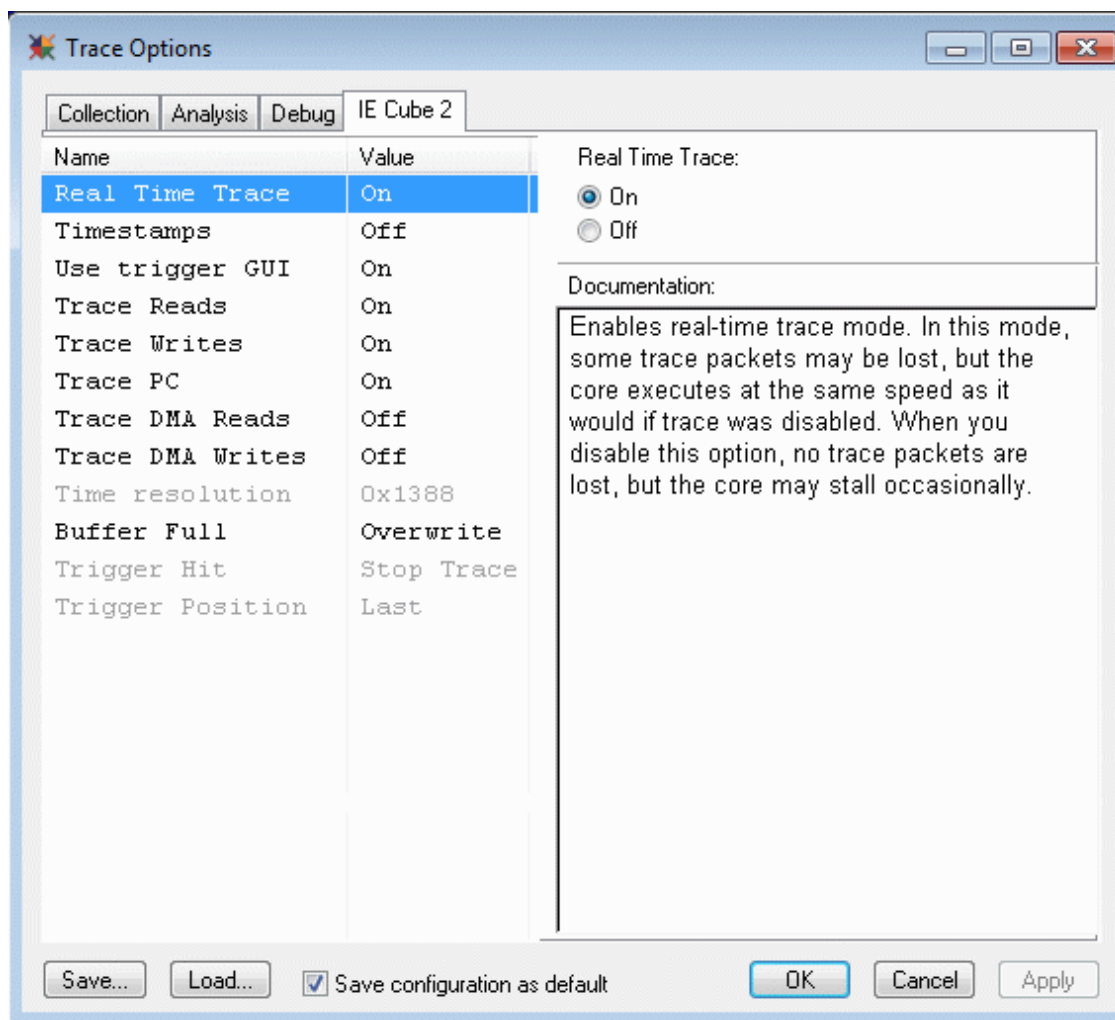 Trace Options
Collection Analysis Debug IE Cube 2
Name Value
Real Time Trace On
Timestamps Off
Use trigger GUI On
Trace Reads On
Trace Writes On
Trace PC On
Trace DMA Reads Off
Trace DMA Writes Off
Time resolution 0x1388
Buffer Full Overwrite
Trigger Hit Stop Trace
Trigger Position Last
Real Time Trace:
On
Off
Documentation:
Enables real-time trace mode. In this mode,
some trace packets may be lost, but the
core executes at the same speed as it
would if trace was disabled. When you
disable this option, no trace packets are
lost, but the core may stall occasionally.
Save... Load... Save configuration as default OK Cancel Apply